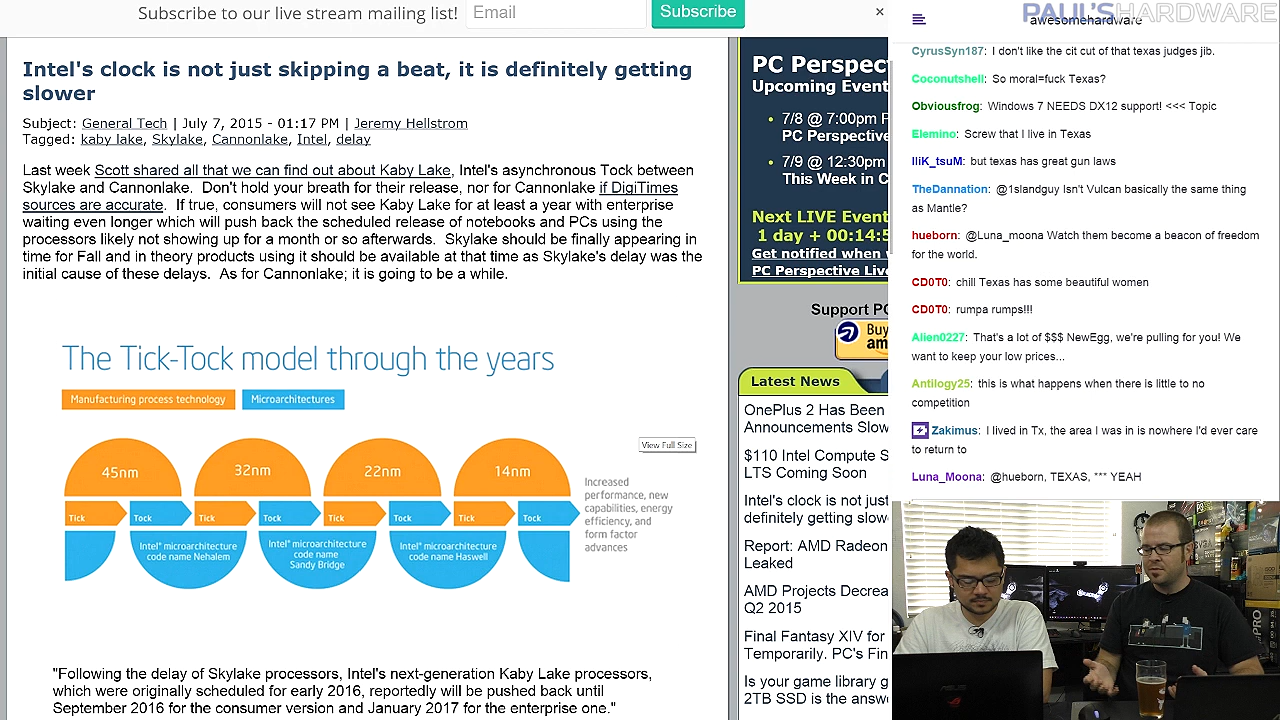 Subscribe to our live stream mailing list!
Email
Subscribe
×
Intel's clock is not just skipping a beat, it is definitely getting
slower
Subject: General Tech | July 7, 2015 - 01:17 PM | Jeremy Hellstrom
Tagged: kaby lake, Skylake, Cannonlake, Intel, delay
Last week Scott shared all that we can find out about Kaby Lake, Intel's asynchronous Tock between
Skylake and Cannonlake. Don't hold your breath for their release, nor for Cannonlake if DigiTimes
sources are accurate. If true, consumers will not see Kaby Lake for at least a year with enterprise
waiting even longer which will push back the scheduled release of notebooks and PCs using the
processors likely not showing up for a month or so afterwards. Skylake should be finally appearing in
time for Fall and in theory products using it should be available at that time as Skylake's delay was the
initial cause of these delays. As for Cannonlake; it is going to be a while.
The Tick-Tock model through the years
Manufacturing process technology
Microarchitectures
View Full Size
45nm
32nm
22nm
14nm
Tick
Tock
Tick
Tock
Tick
Tock
Tick
Tock
Intel® microarchitecture
code name Nehalem
Intel® microarchitecture
code name
Sandy Bridge
Intel® microarchitecture
code name Haswell
Increased
performance, new
capabilities, energy
efficiency, and
form factor
advances
"Following the delay of Skylake processors, Intel's next-generation Kaby Lake processors,
which were originally scheduled for early 2016, reportedly will be pushed back until
September 2016 for the consumer version and January 2017 for the enterprise one."
PC Perspec
Upcoming Event
7/8 @ 7:00pm
PC Perspective
7/9 @ 12:30pm
This Week in C
Next LIVE Event
1 day + 00:14:5
Get notified when
PC Perspective Live
Support PC
Buy
am
Latest News
OnePlus 2 Has Been
Announcements Slow
$110 Intel Compute S
LTS Coming Soon
Intel's clock is not just
definitely getting slowe
Report: AMD Radeon
Leaked
AMD Projects Decrea
Q2 2015
Final Fantasy XIV for
Temporarily. PC's Fin
Is your game library g
2TB SSD is the answ
PAUL'S HARDWARE
awesomehardware
CyrusSyn187: I don't like the cit cut of that texas judges jib.
Coconutshell: So moral=fuck Texas?
Obviousfrog: Windows 7 NEEDS DX12 support! <<< Topic
Elemino: Screw that I live in Texas
IliK_tsuM: but texas has great gun laws
TheDannation: @1slandguy Isn't Vulcan basically the same thing
as Mantle?
hueborn: @Luna_moona Watch them become a beacon of freedom
for the world.
CD0T0: chill Texas has some beautiful women
CD0T0: rumpa rumps!!!
Alien0227: That's a lot of $$$ NewEgg, we're pulling for you! We
want to keep your low prices...
Antilogy25: this is what happens when there is little to no
competition
Zakimus: I lived in Tx, the area I was in is nowhere I'd ever care
to return to
Luna_Moona: @hueborn, TEXAS, *** YEAH
ASUS